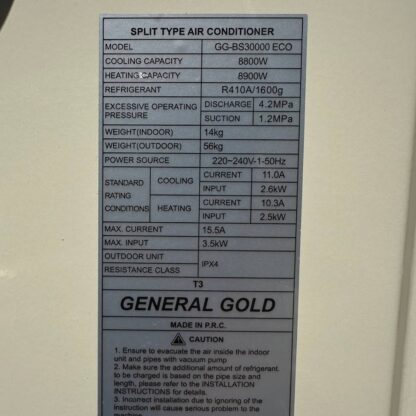 SPLIT TYPE AIR CONDITIONER
MODEL GG-BS30000 ECO
COOLING CAPACITY 8800W
HEATING CAPACITY 8900W
REFRIGERANT R410A/1600g
EXCESSIVE OPERATING PRESSURE DISCHARGE 4.2MPa
SUCTION 1.2MPa
WEIGHT(INDOOR) 14kg
WEIGHT(OUTDOOR) 56kg
POWER SOURCE 220~240V-1-50Hz
STANDARD RATING CONDITIONS COOLING CURRENT 11.0A
INPUT 2.6kW
HEATING CURRENT 10.3A
INPUT 2.5kW
MAX. CURRENT 15.5A
MAX. INPUT 3.5kW
OUTDOOR UNIT RESISTANCE CLASS IPX4
T3
GENERAL GOLD
MADE IN P.R.C.
CAUTION
1. Ensure to evacuate the air inside the indoor
unit and pipes with vacuum pump
2. Make sure the additional amount of refrigerant
to be charged is based on the pipe size and
length, please refer to the INSTALLATION
INSTRUCTIONS for details.
3. Incorrect installation due to ignoring of the
Instruction will cause serious problem to the
machine